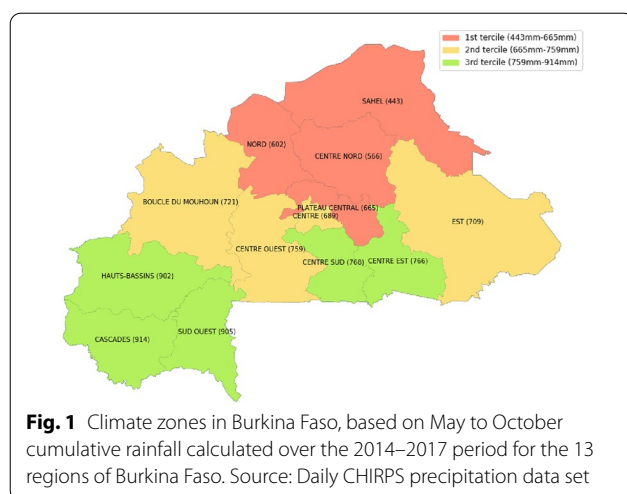 1st tercile (443mm-665mm)
2nd tercile (665mm-759mm)
3rd tercile (759mm-914mm)
SAHEL (443)
NORD (602)
CENTRE NORD (566)
BOUCLE DU MOUHOUN (721)
PLATEAU CENTRAL (665)
CENTRE (689)
EST (709)
CENTRE OUEST (759)
CENTRE SUD (768)
CENTRE EST (766)
HAUTS-BASSINS (902)
CASCADES (914)
SUD OUEST (905)
Fig. 1 Climate zones in Burkina Faso, based on May to October
cumulative rainfall calculated over the 2014–2017 period for the 13
regions of Burkina Faso. Source: Daily CHIRPS precipitation data set